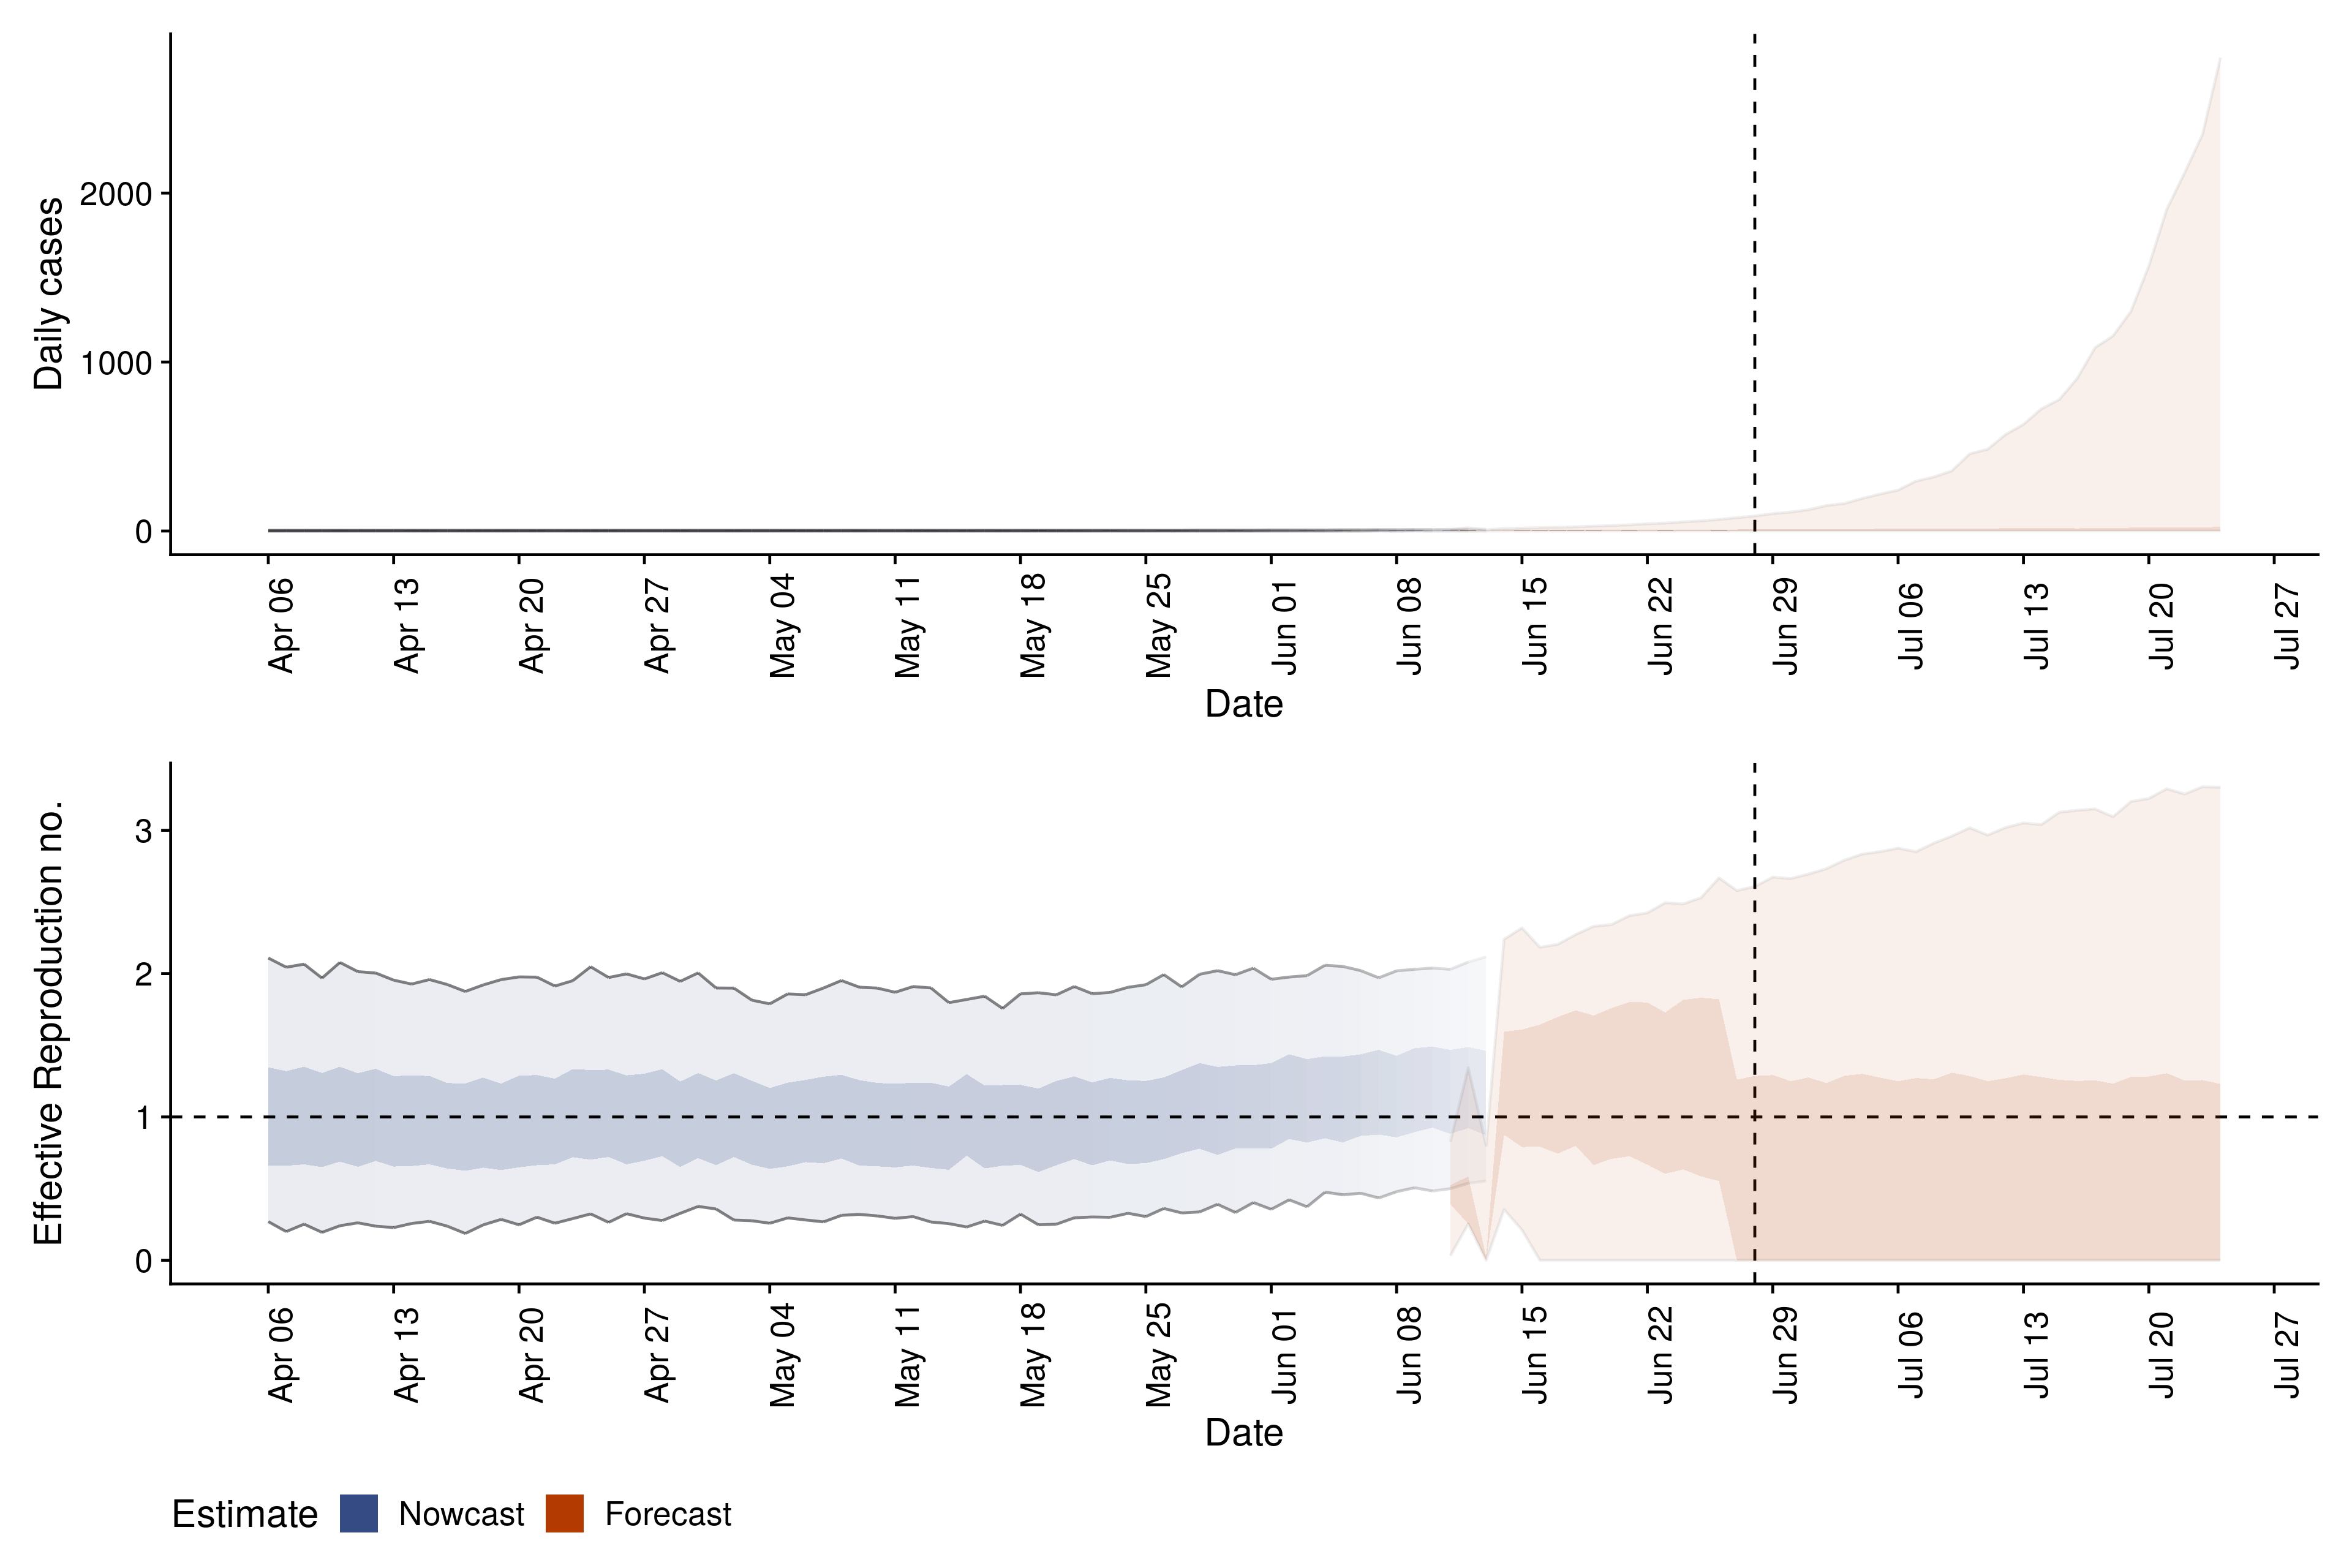 Daily cases
2000
1000
0
Apr 06
Apr 13
Apr 20
Apr 27
May 04
May 11
May 18
May 25
Jun 01
Jun 08
Jun 15
Jun 22
Jun 29
Jul 06
Jul 13
Jul 20
Jul 27
Date
Effective Reproduction no.
3
2
1
0
Apr 06
Apr 13
Apr 20
Apr 27
May 04
May 11
May 18
May 25
Jun 01
Jun 08
Jun 15
Jun 22
Jun 29
Jul 06
Jul 13
Jul 20
Jul 27
Date
Estimate Nowcast Forecast